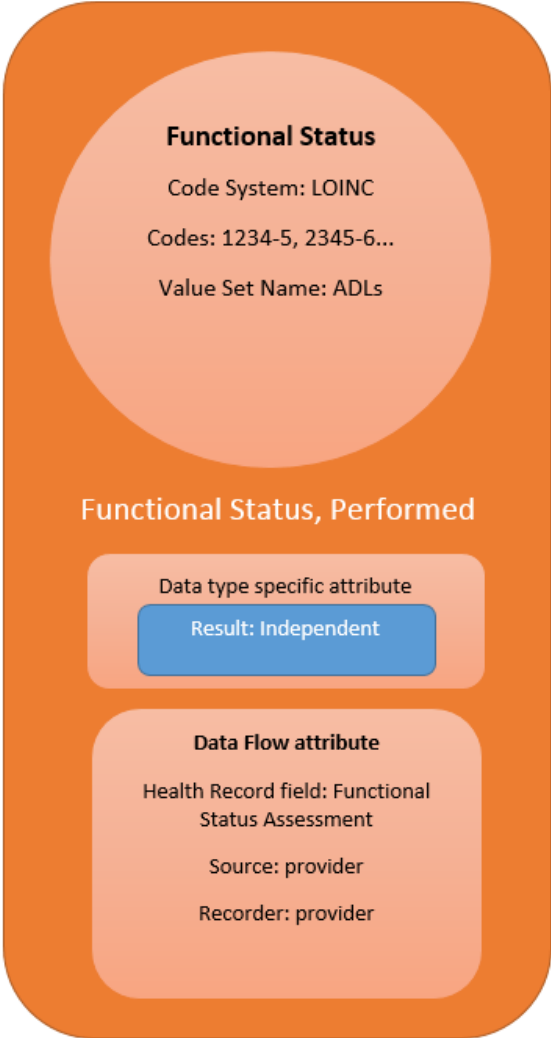 Functional Status
Code System: LOINC
Codes: 1234-5, 2345-6...
Value Set Name: ADLs
Functional Status, Performed
Data type specific attribute
Result: Independent
Data Flow attribute
Health Record field: Functional
Status Assessment
Source: provider
Recorder: provider